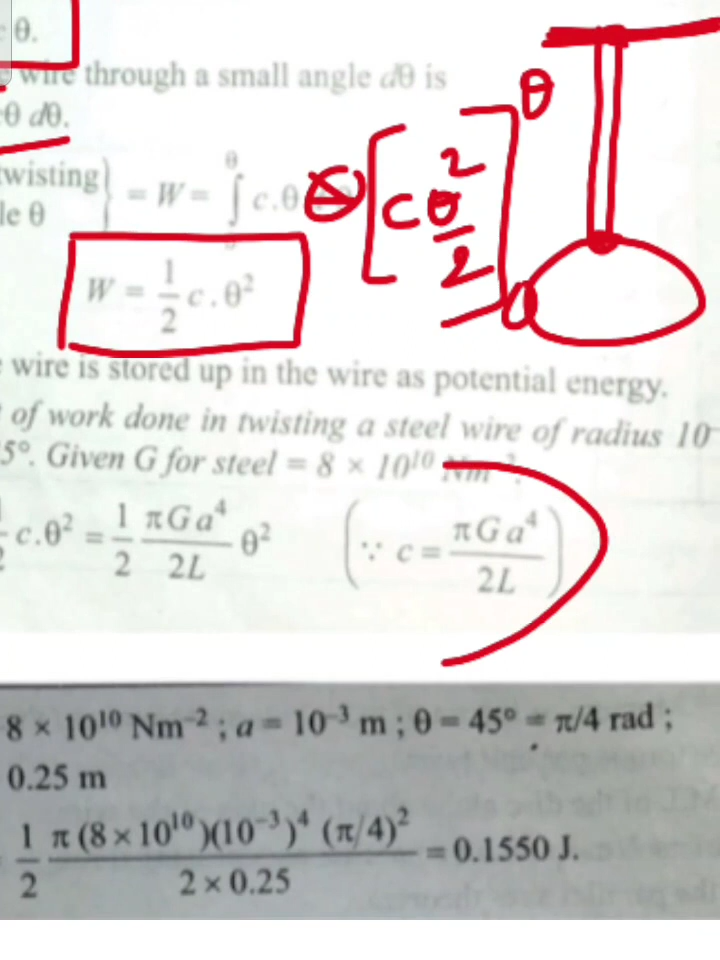 θ.
wire through a small angle dθ is
θ dθ.
θ
twisting} = W = ∫ c.θ
le θ
[cθ²/2]
θ
0
W = 1/2 c . θ²
wire is stored up in the wire as potential energy.
of work done in twisting a steel wire of radius 10⁻
5°. Given G for steel = 8 × 10¹⁰ Nm⁻².
c.θ² = 1/2 πGa⁴/2L θ² (∵ c = πGa⁴/2L)
8 × 10¹⁰ Nm⁻² ; a = 10⁻³ m ; θ = 45° = π/4 rad ;
0.25 m
1/2 π (8 × 10¹⁰)(10⁻³)⁴ (π/4)²/2 × 0.25 = 0.1550 J.